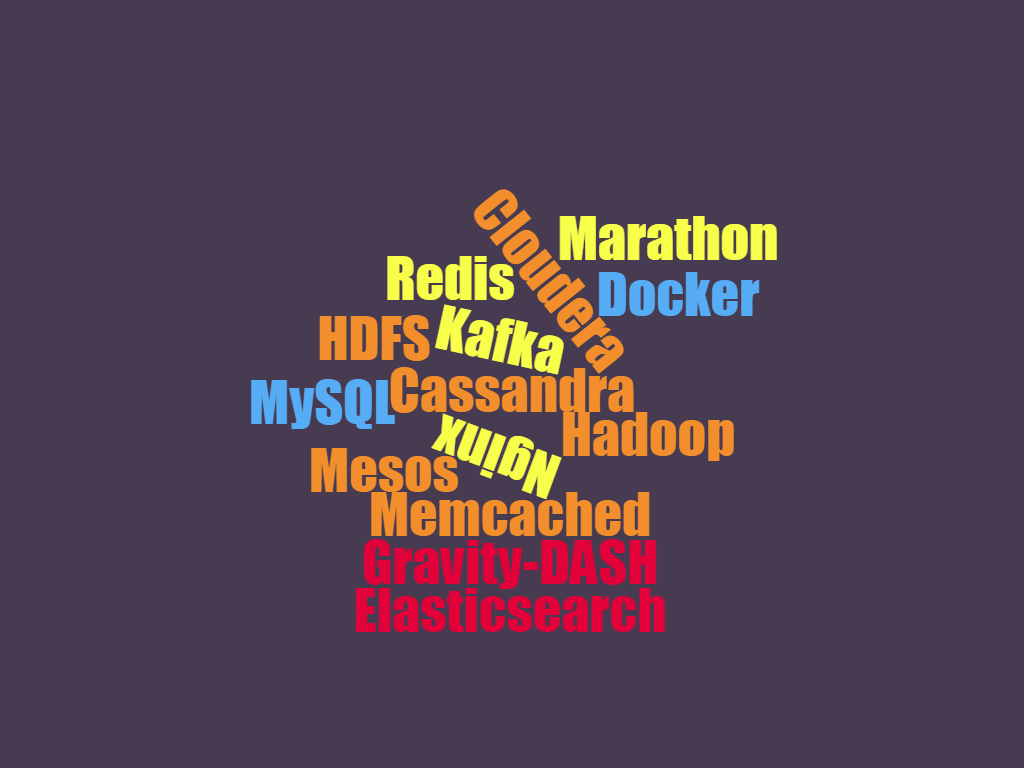 Cloudera
Marathon
Redis
Docker
HDFS
Kafka
MySQL
Cassandra
Hadoop
Nginx
Mesos
Memcached
Gravity-DASH
Elasticsearch